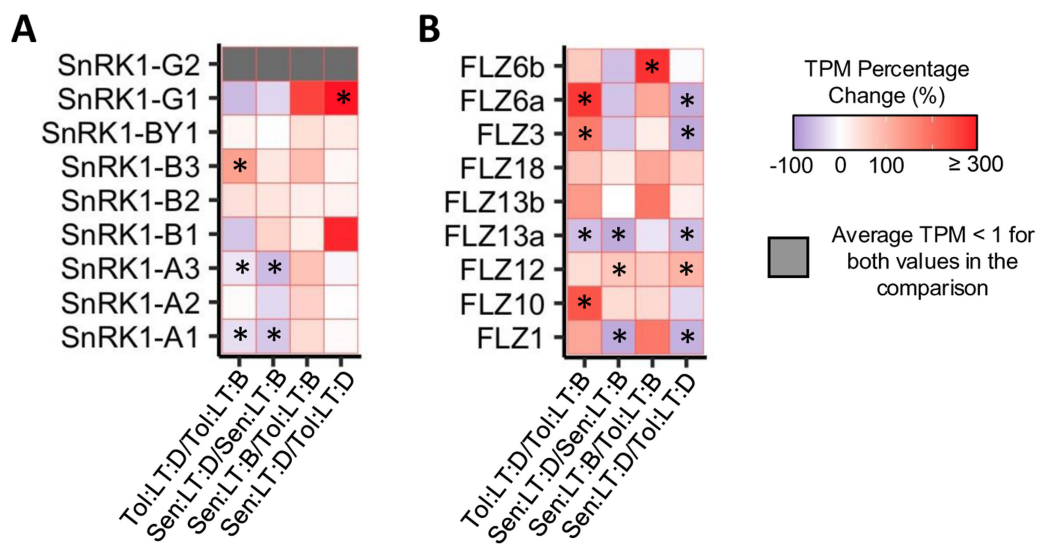 A
SnRK1-G2
SnRK1-G1
SnRK1-BY1
SnRK1-B3
SnRK1-B2
SnRK1-B1
SnRK1-A3
SnRK1-A2
SnRK1-A1
*
*
* *
* *
Tol:LT:D/Tol:LT:B
Sen:LT:D/Sen:LT:B
Sen:LT:B/Tol:LT:B
Sen:LT:D/Tol:LT:D
B
FLZ6b
FLZ6a
FLZ3
FLZ18
FLZ13b
FLZ13a
FLZ12
FLZ10
FLZ1
*
* *
* *
* * *
* *
*
* *
Tol:LT:D/Tol:LT:B
Sen:LT:D/Sen:LT:B
Sen:LT:B/Tol:LT:B
Sen:LT:D/Tol:LT:D
TPM Percentage
Change (%)
-100 0 100 ≥ 300
Average TPM < 1 for
both values in the
comparison